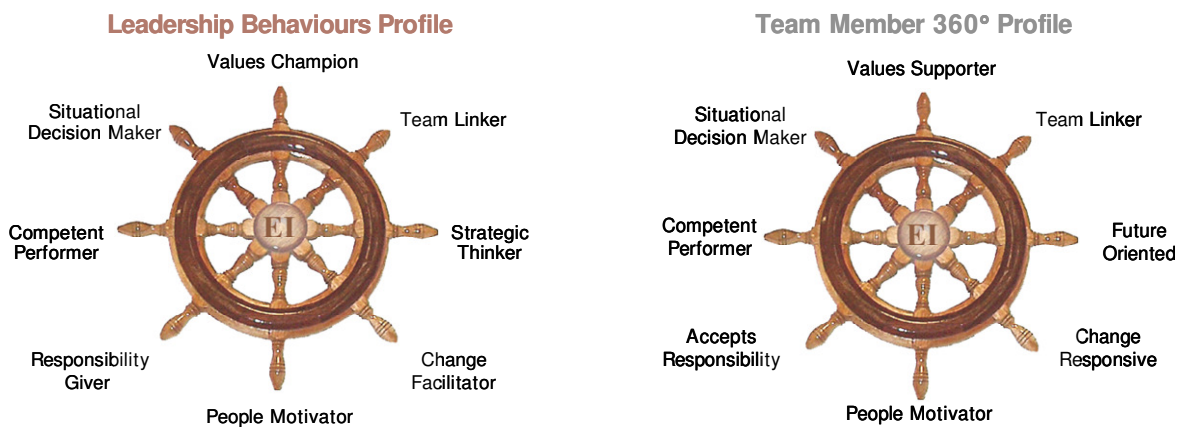 Leadership Behaviours Profile
Values Champion
Situational
Decision Maker
Team Linker
Competent
Performer
EI
Strategic
Thinker
Responsibility
Giver
Change
Facilitator
People Motivator
Team Member 360° Profile
Values Supporter
Situational
Decision Maker
Team Linker
Competent
Performer
EI
Future
Oriented
Accepts
Responsibility
Change
Responsive
People Motivator